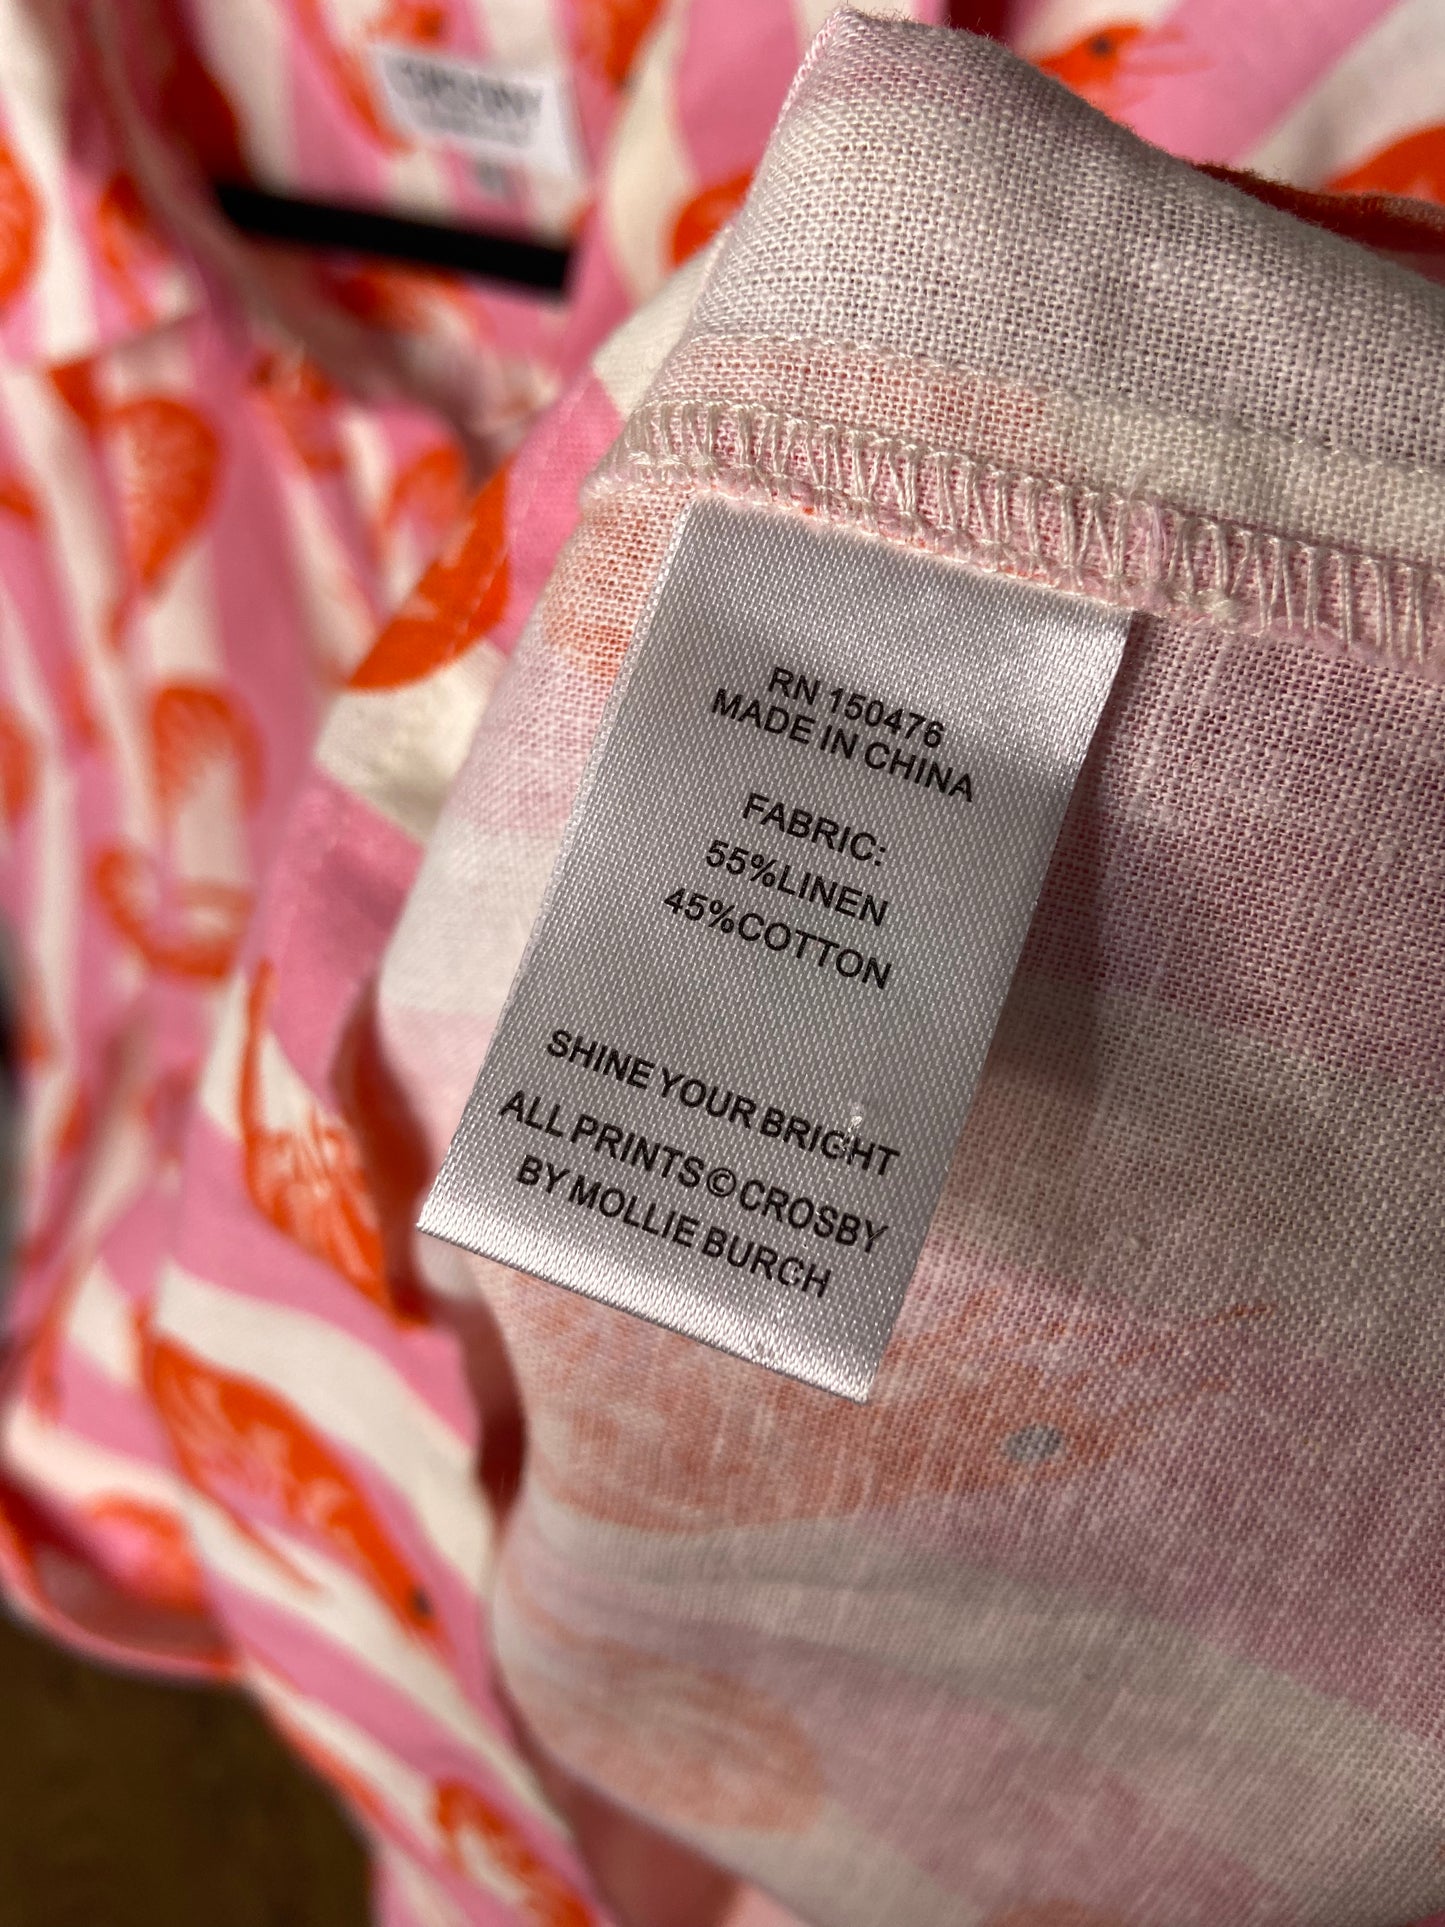 RN 150476
MADE IN CHINA
FABRIC:
55%LINEN
45%COTTON
SHINE YOUR BRIGHT
ALL PRINTS © CROSBY
BY MOLLIE BURCH